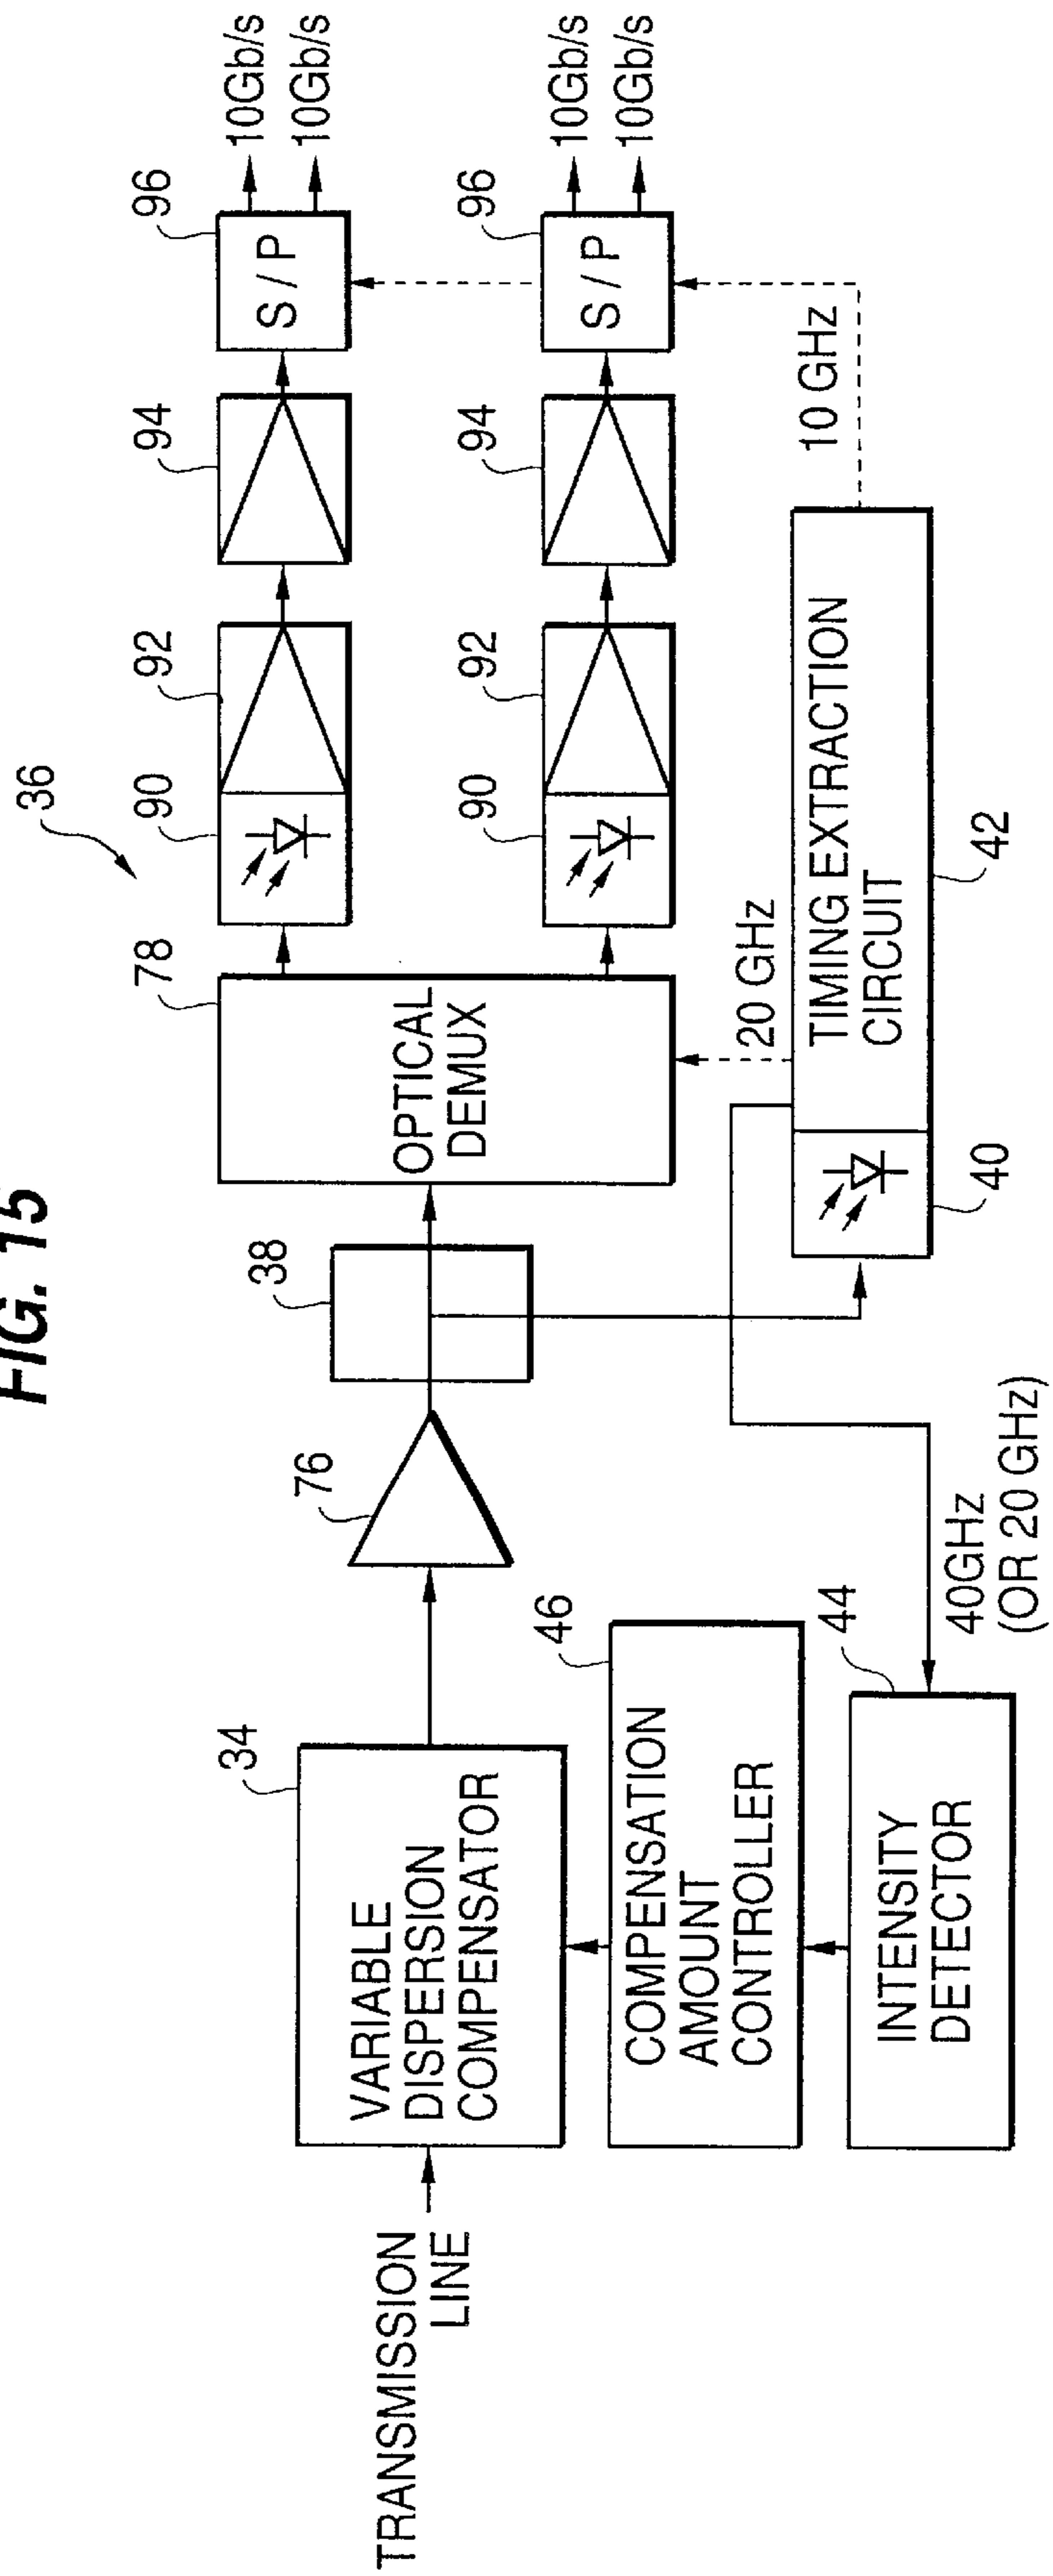 FIG. 15
36
TRANSMISSION
LINE
34
VARIABLE
DISPERSION
COMPENSATOR
46
COMPENSATION
AMOUNT
CONTROLLER
44
INTENSITY
DETECTOR
40GHz
(OR 20 GHz)
76
38
78
OPTICAL
DEMUX
20 GHz
40
TIMING EXTRACTION
CIRCUIT
42
10 GHz
90
92
94
96
S / P
10Gb/s
10Gb/s
90
92
94
96
S / P
10Gb/s
10Gb/s